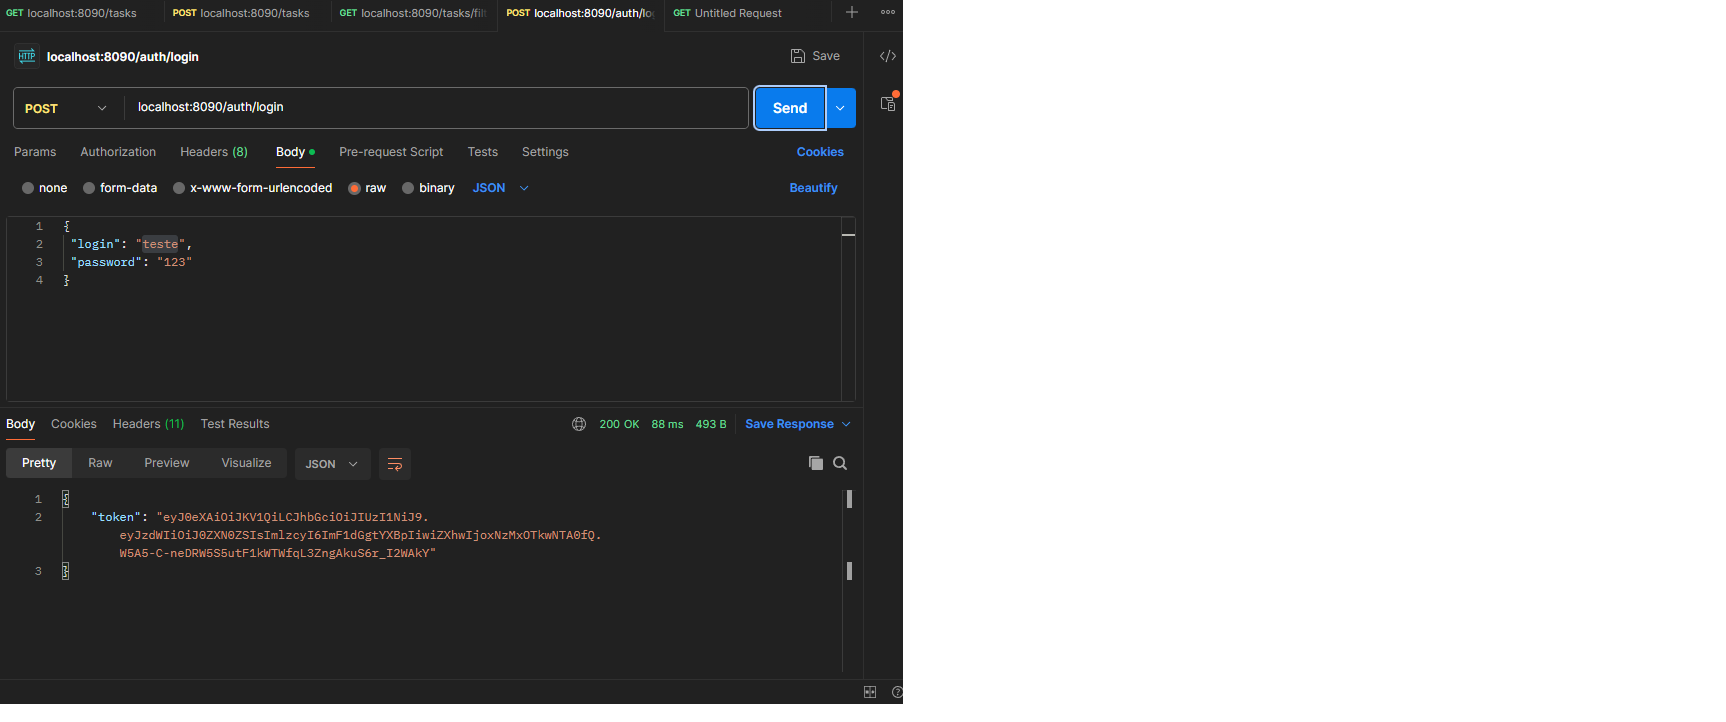 GET localhost:8090/tasks POST localhost:8090/tasks GET localhost:8090/tasks/filt POST localhost:8090/auth/lo GET Untitled Request
HTTP localhost:8090/auth/login Save
POST localhost:8090/auth/login Send
Params Authorization Headers (8) Body Pre-request Script Tests Settings Cookies
none form-data x-www-form-urlencoded raw binary JSON Beautify
1 {
2 "login": "teste",
3 "password": "123"
4 }
Body Cookies Headers (11) Test Results 200 OK 88 ms 493 B Save Response
Pretty Raw Preview Visualize JSON
1 {
2 "token": "eyJ0eXAiOiJKV1QiLCJhbGciOiJIUzI1NiJ9.
eyJzdWIiOiJ0ZXN0ZSIsImlzcyI6ImF1dGgtYXBpIiwiZXhwIjoxNzMxOTkwNTA0fQ.
W5A5-C-neDRW5S5utF1kWTWfqL3ZngAkuS6r_I2WAkY"
3 }